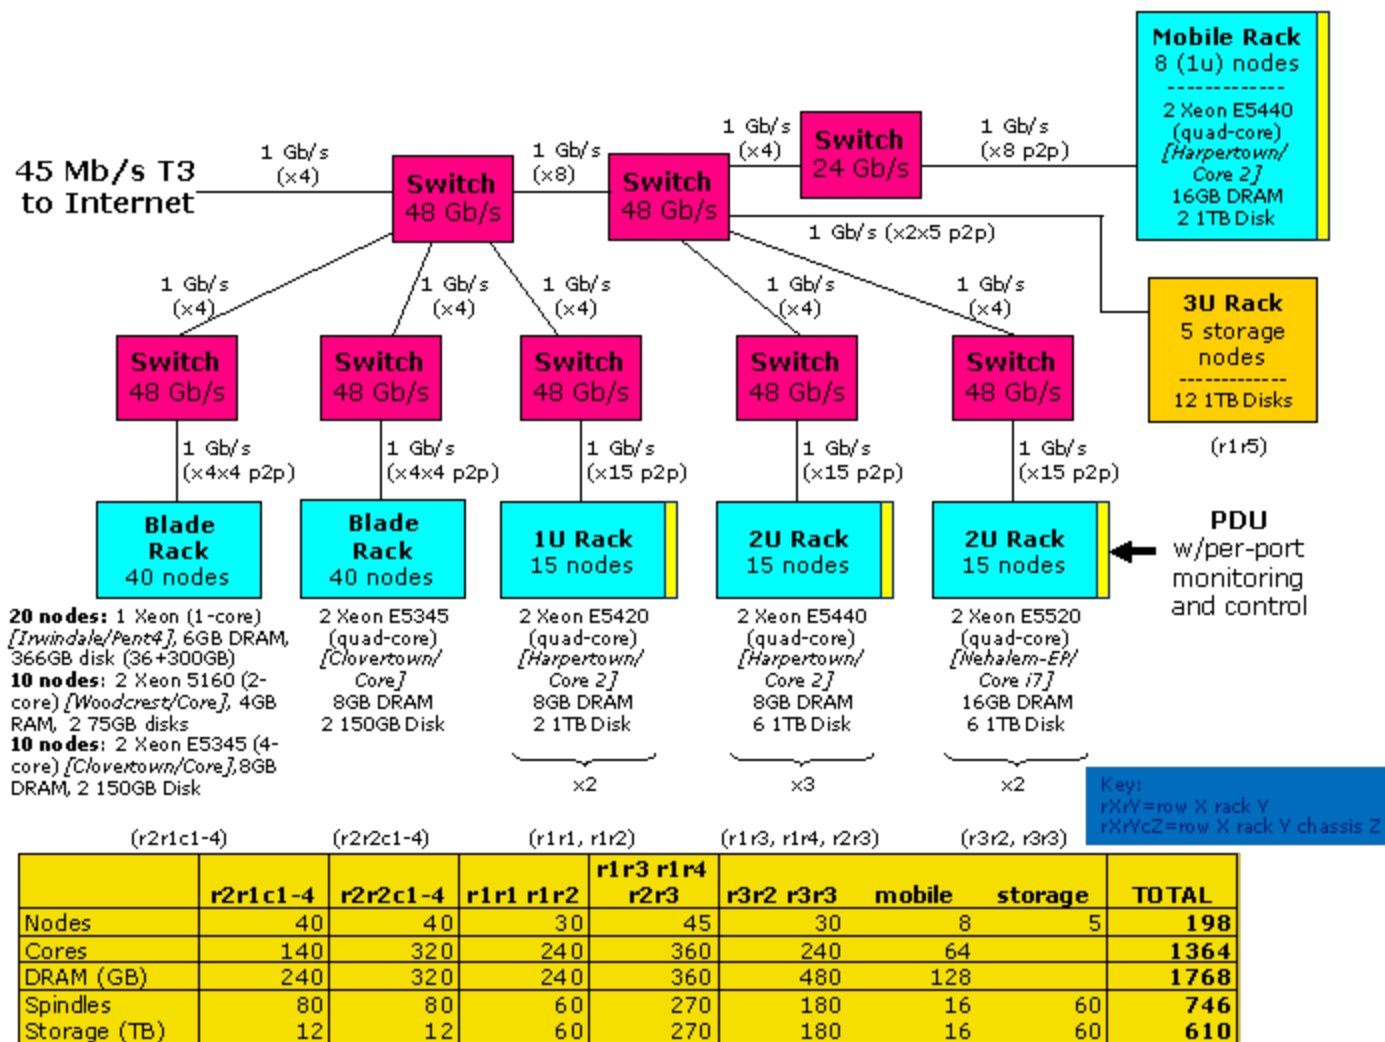 Mobile Rack
8 (1u) nodes
-------------
2 Xeon E5440
(quad-core)
[Harpertown/
Core 2]
16GB DRAM
2 1TB Disk
45 Mb/s T3
to Internet
1 Gb/s
(x4)
Switch
48 Gb/s
1 Gb/s
(x8)
Switch
48 Gb/s
1 Gb/s
(x4)
Switch
24 Gb/s
1 Gb/s
(x8 p2p)
1 Gb/s (x2x5 p2p)
3U Rack
5 storage
nodes
-------------
12 1TB Disks
(r1r5)
1 Gb/s
(x4)
1 Gb/s
(x4)
1 Gb/s
(x4)
1 Gb/s
(x4)
1 Gb/s
(x4)
Switch
48 Gb/s
Switch
48 Gb/s
Switch
48 Gb/s
Switch
48 Gb/s
Switch
48 Gb/s
1 Gb/s
(x4x4 p2p)
1 Gb/s
(x4x4 p2p)
1 Gb/s
(x15 p2p)
1 Gb/s
(x15 p2p)
1 Gb/s
(x15 p2p)
Blade
Rack
40 nodes
Blade
Rack
40 nodes
1U Rack
15 nodes
2U Rack
15 nodes
2U Rack
15 nodes
PDU
w/per-port
monitoring
and control
20 nodes: 1 Xeon (1-core)
[Irwindale/Pent4], 6GB DRAM,
366GB disk (36+300GB)
10 nodes: 2 Xeon 5160 (2-
core) [Woodcrest/Core], 4GB
RAM, 2 75GB disks
10 nodes: 2 Xeon E5345 (4-
core) [Clovertown/Core],8GB
DRAM, 2 150GB Disk
2 Xeon E5345
(quad-core)
[Clovertown/
Core]
8GB DRAM
2 150GB Disk
2 Xeon E5420
(quad-core)
[Harpertown/
Core 2]
8GB DRAM
2 1TB Disk
x2
2 Xeon E5440
(quad-core)
[Harpertown/
Core 2]
8GB DRAM
6 1TB Disk
x3
2 Xeon E5520
(quad-core)
[Nehalem-EP/
Core i7]
16GB DRAM
6 1TB Disk
x2
Key:
rXrY=row X rack Y
rXrYcZ=row X rack Y chassis Z
(r2r1c1-4) (r2r2c1-4) (r1r1, r1r2) (r1r3, r1r4, r2r3) (r3r2, r3r3)
r2r1c1-4 r2r2c1-4 r1r1 r1r2 r1r3 r1r4 r2r3 r3r2 r3r3 mobile storage TOTAL
Nodes 40 40 30 45 30 8 5 198
Cores 140 320 240 360 240 64 1364
DRAM (GB) 240 320 240 360 480 128 1768
Spindles 80 80 60 270 180 16 60 746
Storage (TB) 12 12 60 270 180 16 60 610